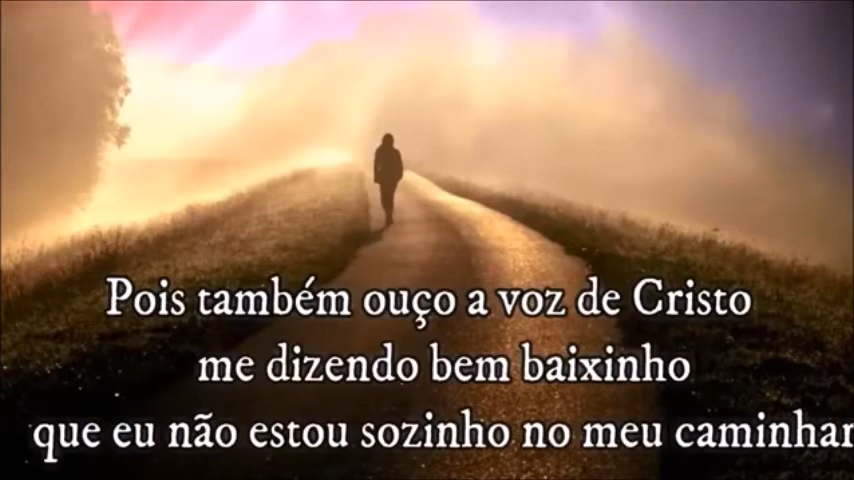 Pois também ouço a voz de Cristo
me dizendo bem baixinho
que eu não estou sozinho no meu caminhar